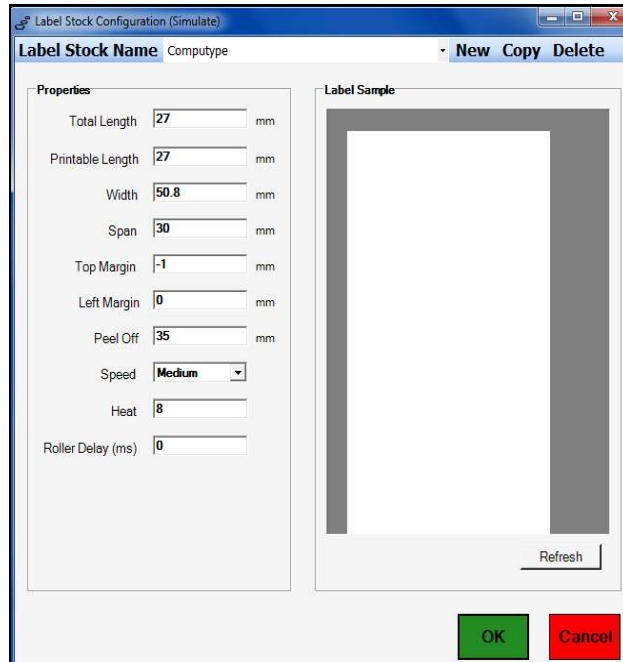 Label Stock Configuration (Simulate)
Label Stock Name Computype New Copy Delete
Properties
Total Length 27 mm
Printable Length 27 mm
Width 50.8 mm
Span 30 mm
Top Margin -1 mm
Left Margin 0 mm
Peel Off 35 mm
Speed Medium
Heat 8
Roller Delay (ms) 0
Label Sample
Refresh
OK Cancel